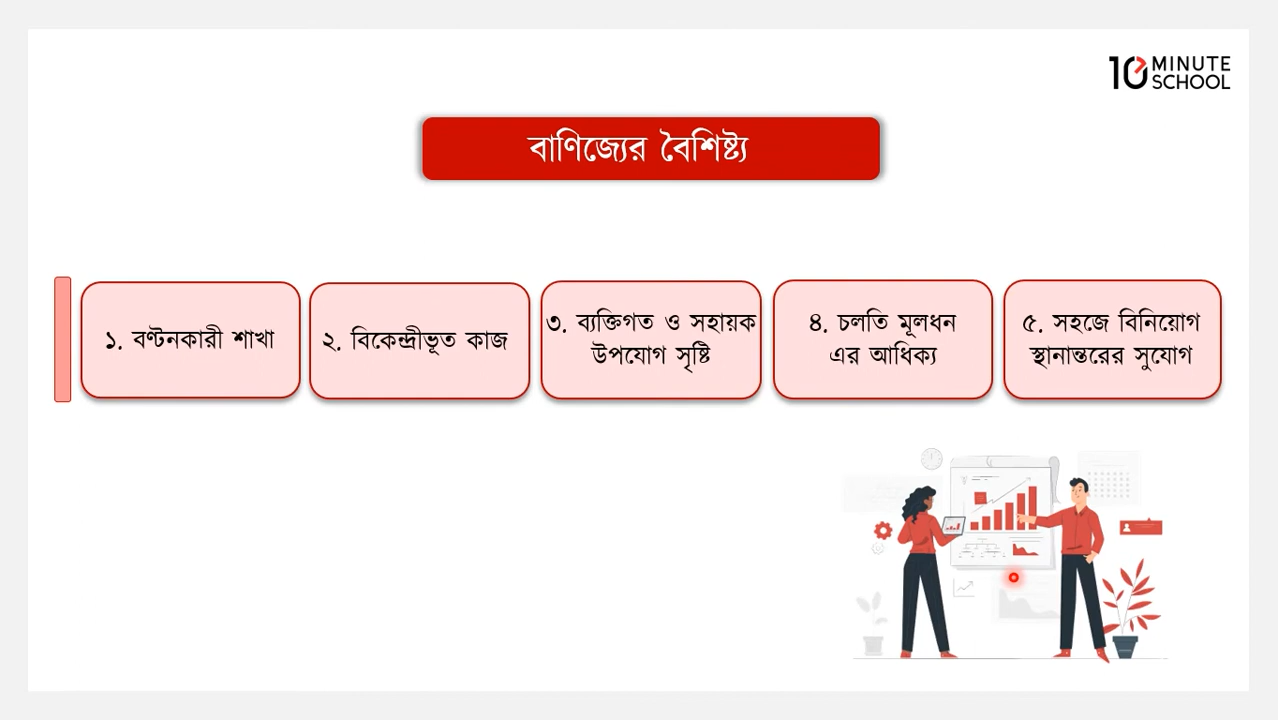 10 MINUTE
SCHOOL
বাণিজ্যের বৈশিষ্ট্য
১. বণ্টনকারী শাখা
২. বিকেন্দ্রীভূত কাজ
৩. ব্যক্তিগত ও সহায়ক
উপযোগ সৃষ্টি
৪. চলতি মূলধন
এর আধিক্য
৫. সহজে বিনিয়োগ
স্থানান্তরের সুযোগ